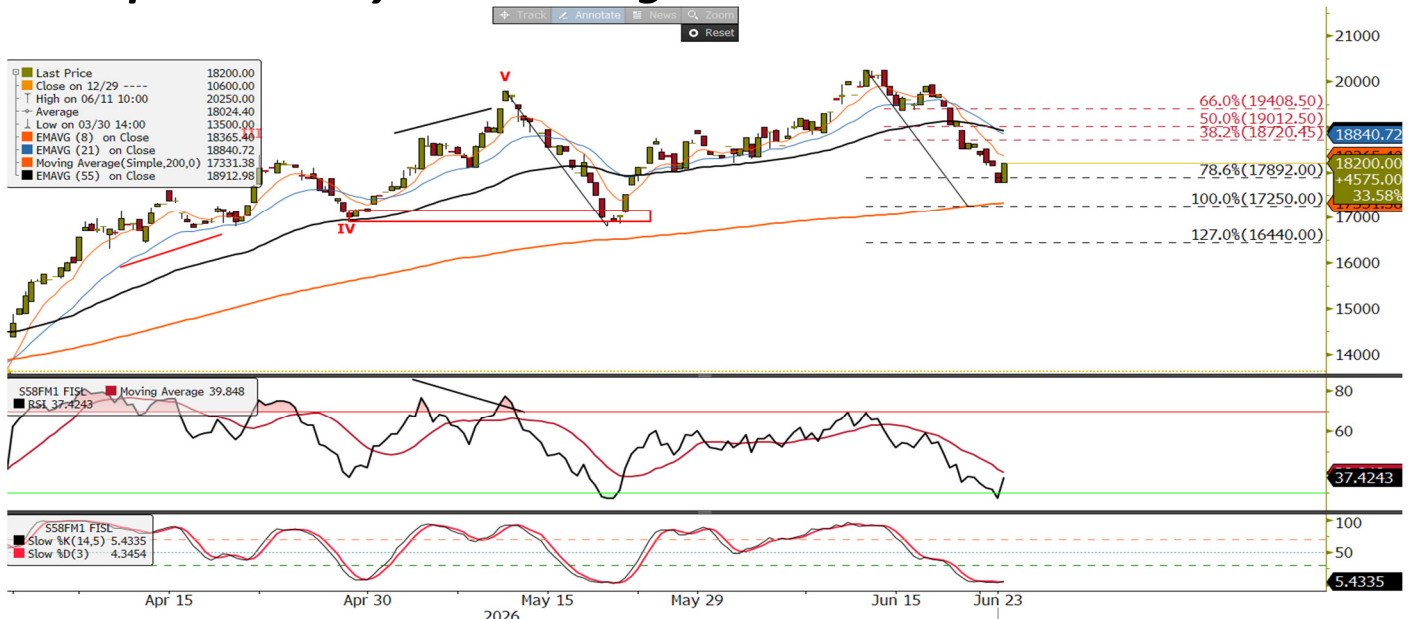 Track Annotate News Zoom
Reset
Last Price 18200.00
Close on 12/29 ---- 10600.00
High on 06/11 10:00 20250.00
Average 18024.40
Low on 03/30 14:00 13500.00
EMAVG (8) on Close 18365.40
EMAVG (21) on Close 18840.72
Moving Average(Simple,200,0) 17331.38
EMAVG (55) on Close 18912.98
III
IV
V
66.0%(19408.50)
50.0%(19012.50)
38.2%(18720.45)
78.6%(17892.00)
100.0%(17250.00)
127.0%(16440.00)
21000
20000
18840.72
18200.00
+4575.00
33.58%
17000
16000
15000
14000
S58FM1 FISL Moving Average 39.848
RSI 37.4243
80
60
37.4243
S58FM1 FISL
Slow %K(14,5) 5.4335
Slow %D(3) 4.3454
100
50
5.4335
Apr 15 Apr 30 May 15 May 29 Jun 15 Jun 23
2026